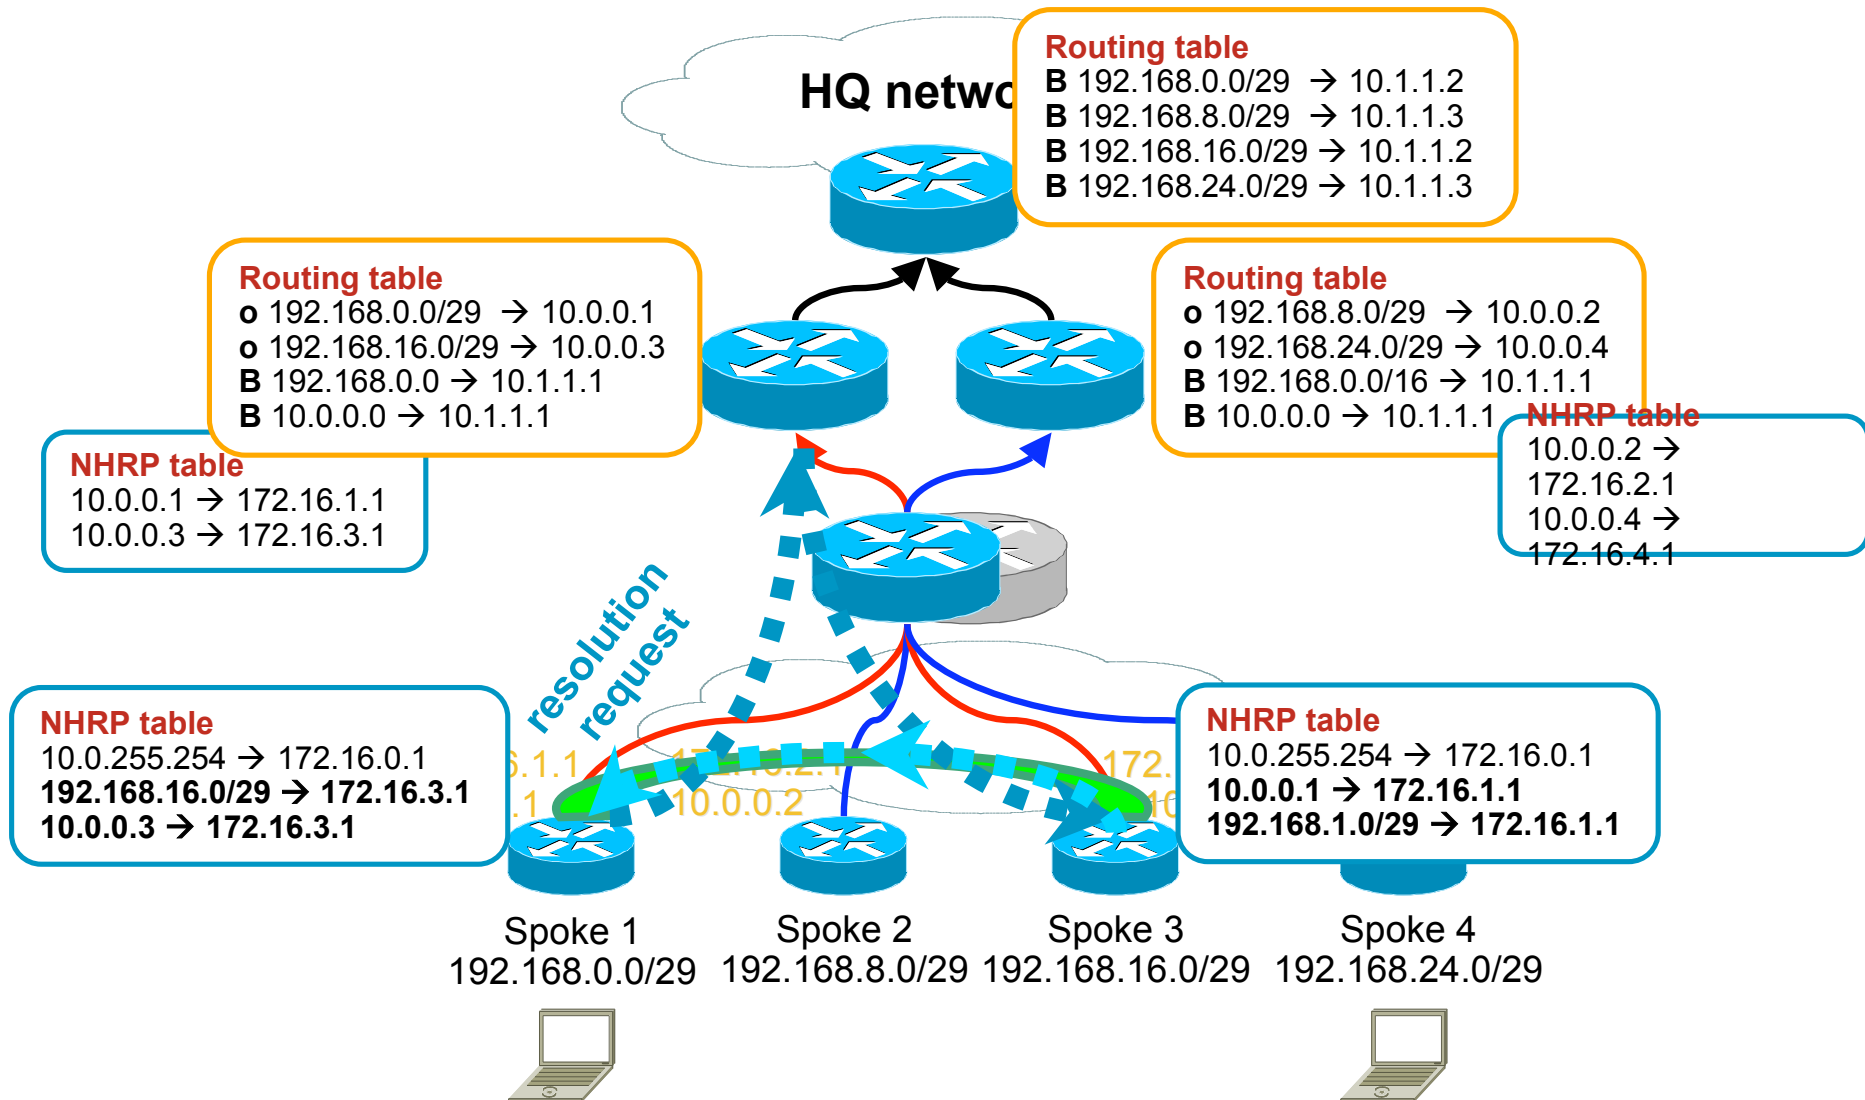 HQ netwo
Routing table
B 192.168.0.0/29 → 10.1.1.2
B 192.168.8.0/29 → 10.1.1.3
B 192.168.16.0/29 → 10.1.1.2
B 192.168.24.0/29 → 10.1.1.3
Routing table
o 192.168.0.0/29 → 10.0.0.1
o 192.168.16.0/29 → 10.0.0.3
B 192.168.0.0 → 10.1.1.1
B 10.0.0.0 → 10.1.1.1
Routing table
o 192.168.8.0/29 → 10.0.0.2
o 192.168.24.0/29 → 10.0.0.4
B 192.168.0.0/16 → 10.1.1.1
B 10.0.0.0 → 10.1.1.1
NHRP table
10.0.0.1 → 172.16.1.1
10.0.0.3 → 172.16.3.1
NHRP table
10.0.0.2 →
172.16.2.1
10.0.0.4 →
172.16.4.1
resolution
request
NHRP table
10.0.255.254 → 172.16.0.1
192.168.16.0/29 → 172.16.3.1
10.0.0.3 → 172.16.3.1
6.1.1
.1
172.16.2.1
10.0.0.2
172.
10
NHRP table
10.0.255.254 → 172.16.0.1
10.0.0.1 → 172.16.1.1
192.168.1.0/29 → 172.16.1.1
Spoke 1
192.168.0.0/29
Spoke 2
192.168.8.0/29
Spoke 3
192.168.16.0/29
Spoke 4
192.168.24.0/29